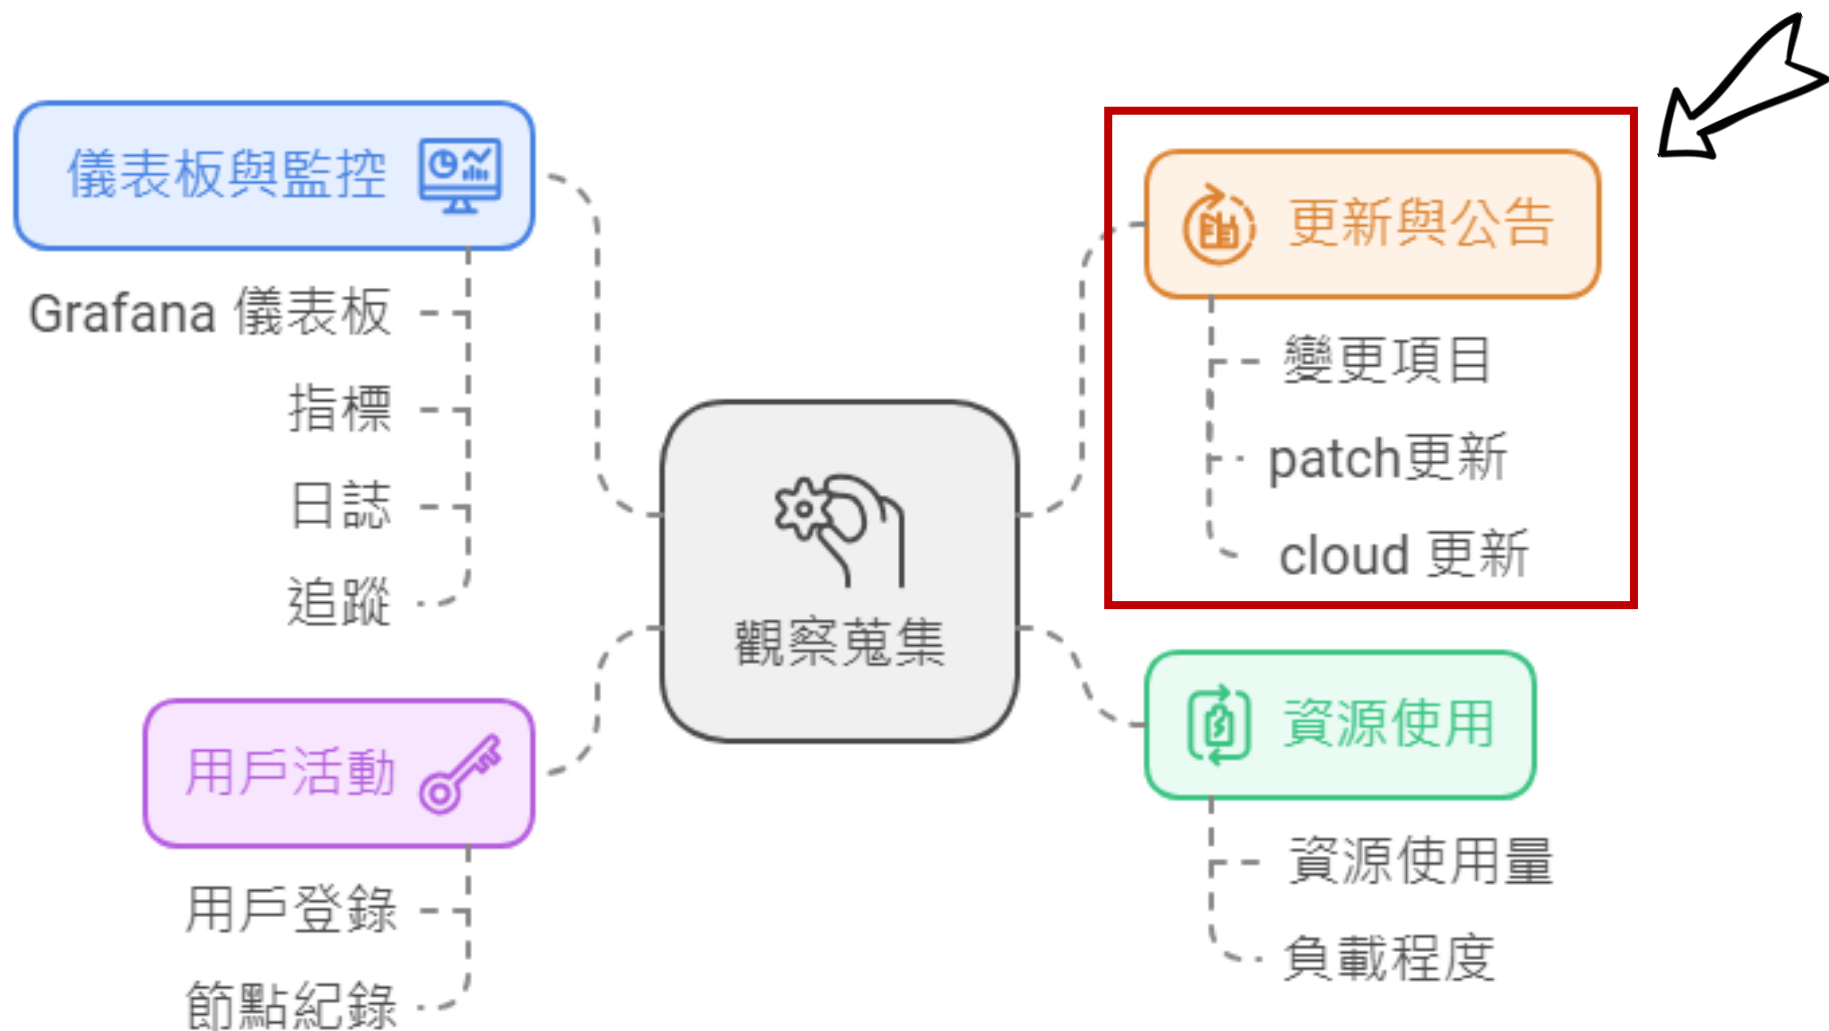 儀表板與監控
Grafana 儀表板
指標
日誌
追蹤
用戶活動
用戶登錄
節點紀錄
觀察蒐集
更新與公告
變更項目
patch更新
cloud 更新
資源使用
資源使用量
負載程度